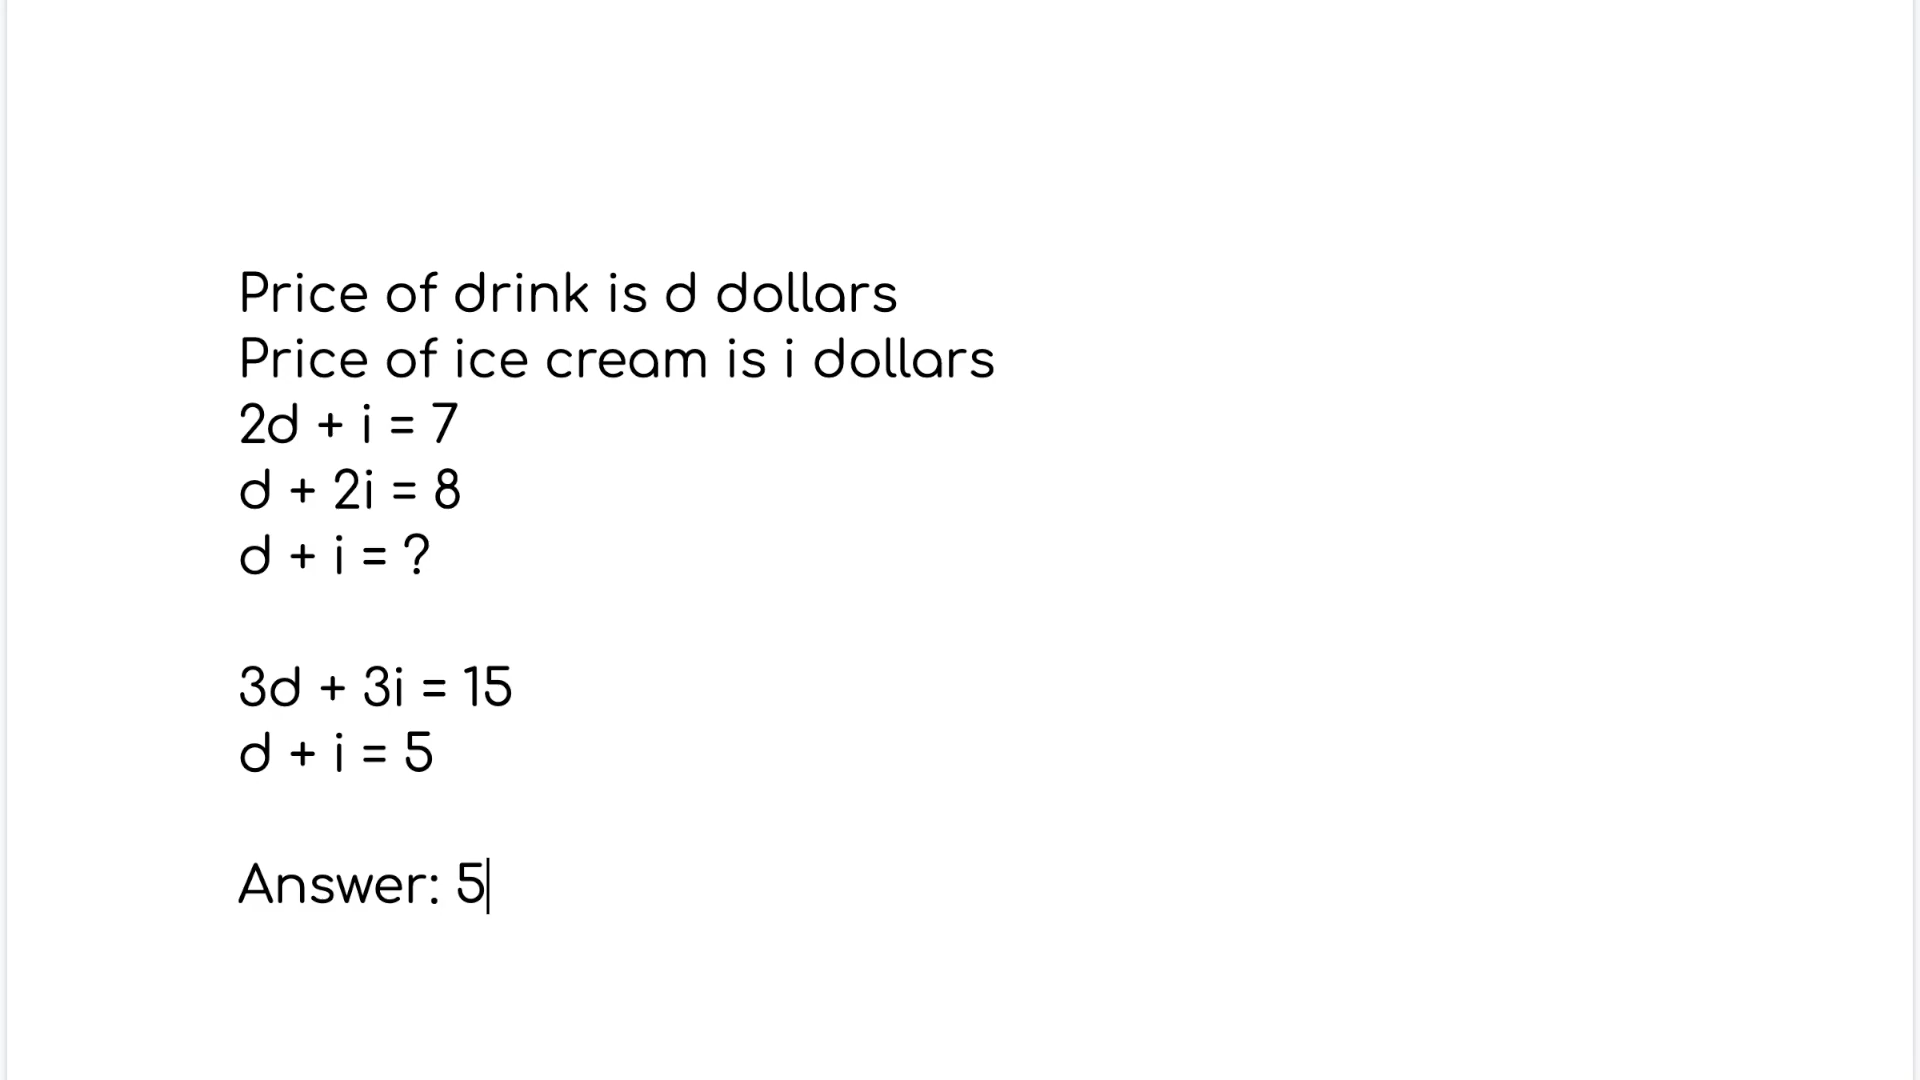 Price of drink is d dollars
Price of ice cream is i dollars
2d + i = 7
d + 2i = 8
d + i = ?
3d + 3i = 15
d + i = 5
Answer: 5